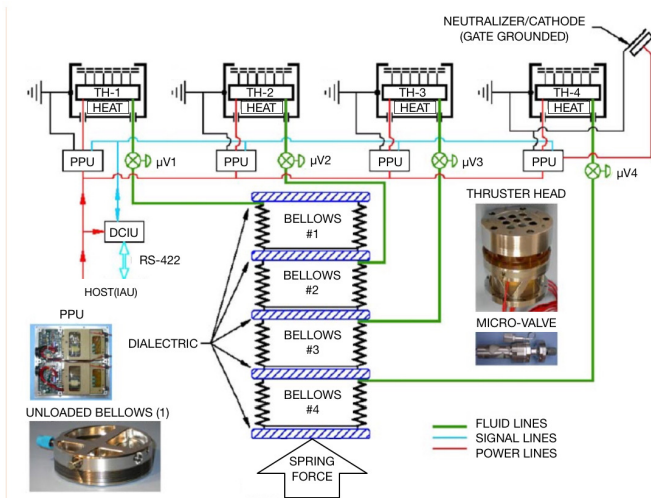 NEUTRALIZER/CATHODE
(GATE GROUNDED)
TH-1
HEAT
TH-2
HEAT
TH-3
HEAT
TH-4
HEAT
PPU
PPU
PPU
PPU
μV1
μV2
μV3
μV4
DCIU
RS-422
HOST(IAU)
BELLOWS
#1
BELLOWS
#2
BELLOWS
#3
BELLOWS
#4
DIALECTRIC
THRUSTER HEAD
MICRO-VALVE
PPU
UNLOADED BELLOWS (1)
SPRING
FORCE
FLUID LINES
SIGNAL LINES
POWER LINES